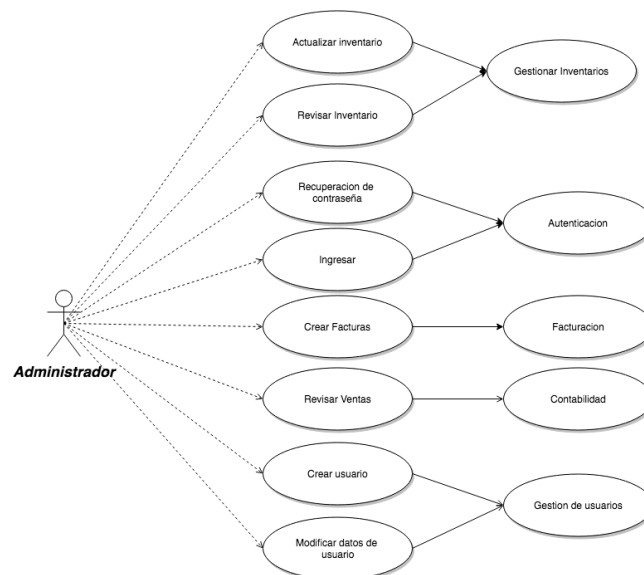 Actualizar inventario
Gestionar Inventarios
Revisar Inventario
Recuperacion de
contraseña
Autenticacion
Ingresar
Crear Facturas
Facturacion
Administrador
Revisar Ventas
Contabilidad
Crear usuario
Gestion de usuarios
Modificar datos de
usuario